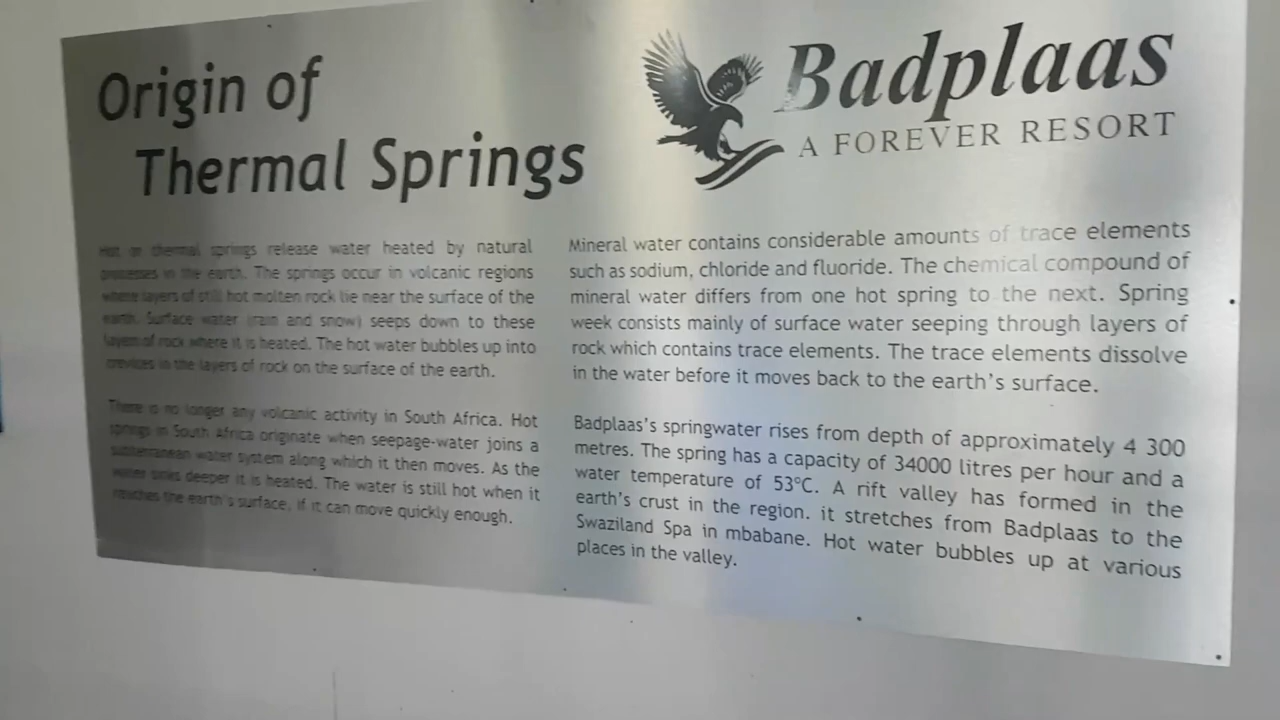 Origin of
Thermal Springs
Badplaas
A FOREVER RESORT
Hot or thermal springs release water heated by natural
processes in the earth. The springs occur in volcanic regions
where layers of still hot molten rock lie near the surface of the
earth. Surface water (rain and snow) seeps down to these
layers of rock where it is heated. The hot water bubbles up into
crevices in the layers of rock on the surface of the earth.
There is no longer any volcanic activity in South Africa. Hot
springs in South Africa originate when seepage-water joins a
subterranean water system along which it then moves. As the
water sinks deeper it is heated. The water is still hot when it
reaches the earth's surface, if it can move quickly enough.
Mineral water contains considerable amounts of trace elements
such as sodium, chloride and fluoride. The chemical compound of
mineral water differs from one hot spring to the next. Spring
week consists mainly of surface water seeping through layers of
rock which contains trace elements. The trace elements dissolve
in the water before it moves back to the earth's surface.
Badplaas's springwater rises from depth of approximately 4 300
metres. The spring has a capacity of 34000 litres per hour and a
water temperature of 53°C. A rift valley has formed in the
earth's crust in the region. it stretches from Badplaas to the
Swaziland Spa in mbabane. Hot water bubbles up at various
places in the valley.